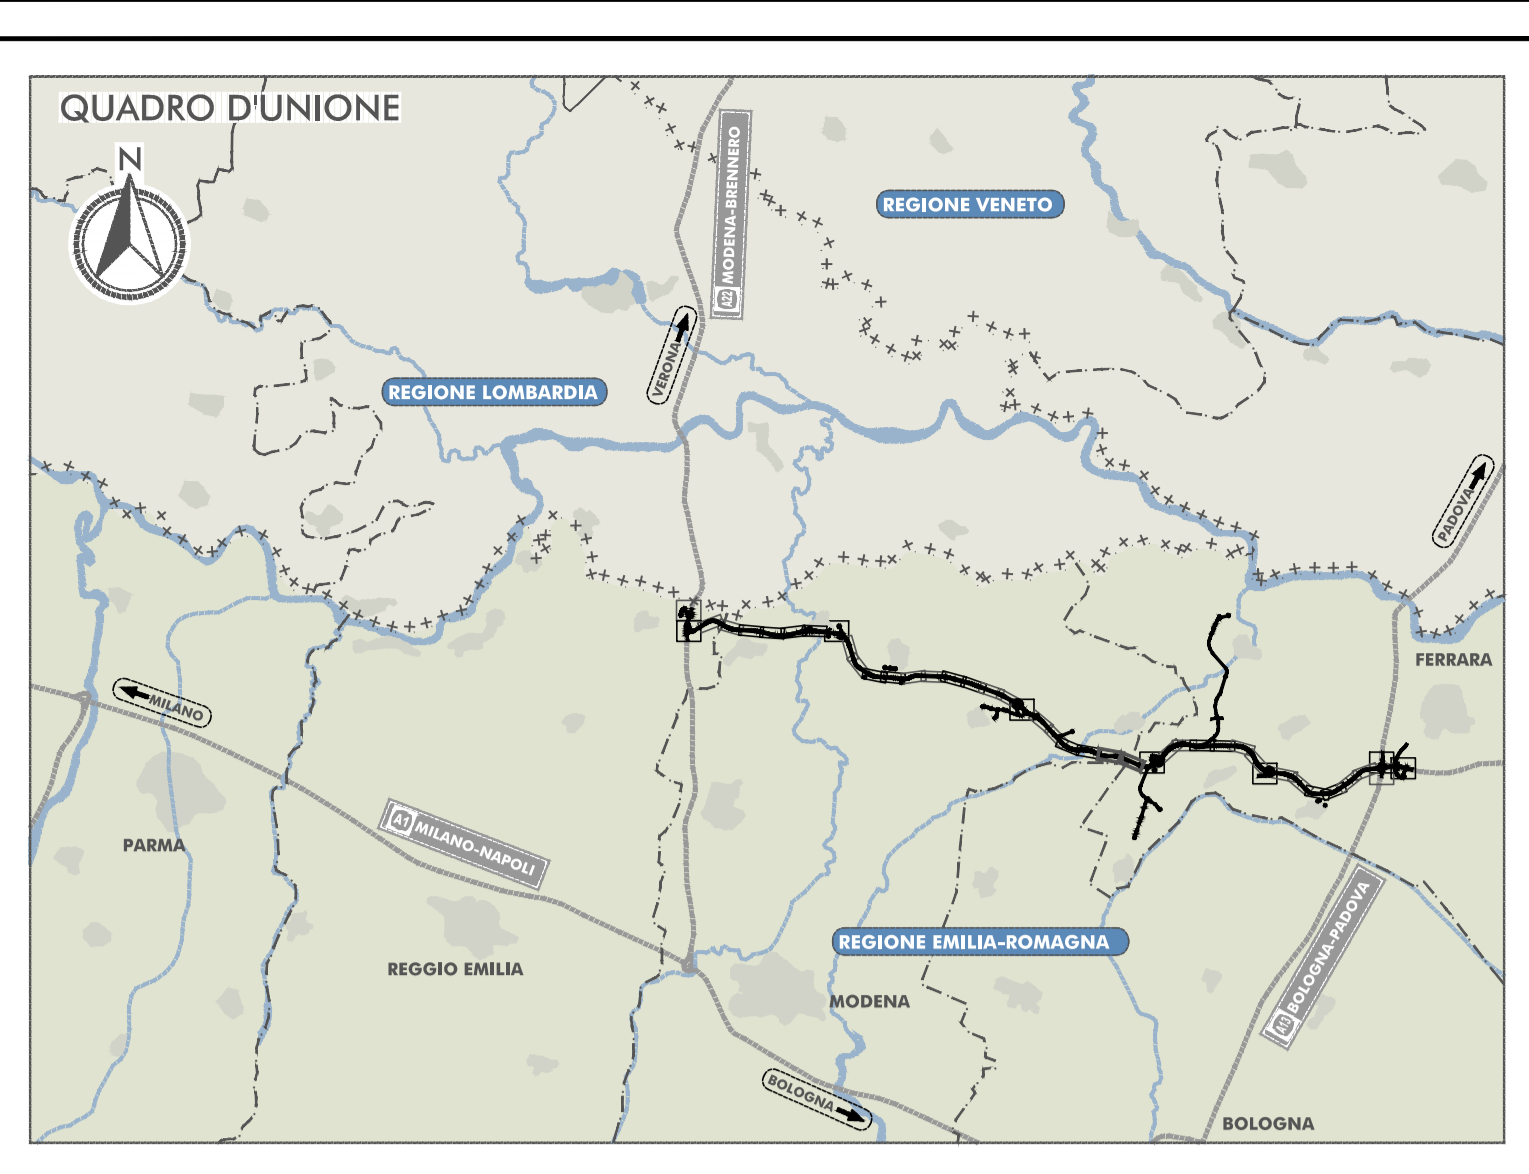 QUADRO D'UNIONE
N
A22 MODENA-BRENNERO
REGIONE VENETO
VERONA
REGIONE LOMBARDIA
PADOVA
FERRARA
MILANO
A1 MILANO-NAPOLI
PARMA
REGIONE EMILIA-ROMAGNA
A13 BOLOGNA-PADOVA
REGGIO EMILIA
MODENA
BOLOGNA
BOLOGNA